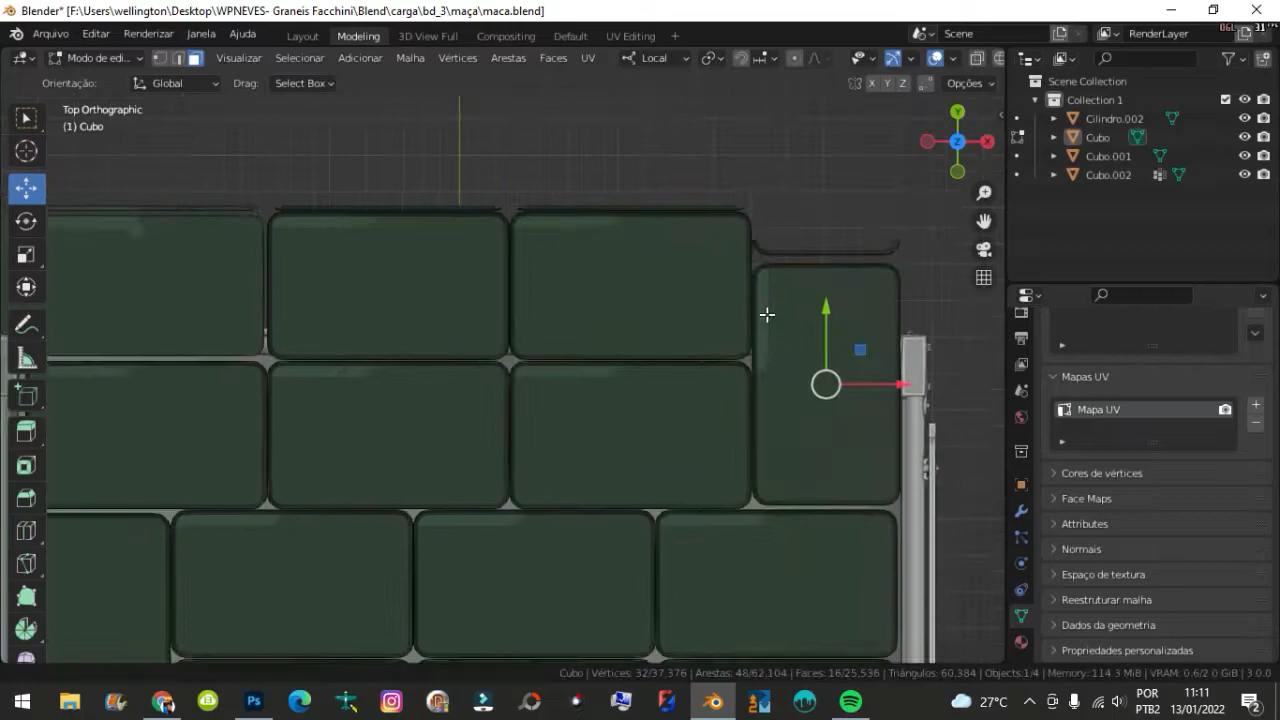 Blender* [F:\Users\wellington\Desktop\WPNEVES- Graneis Facchini\Blend\carga\bd_3\maça\maca.blend]
Arquivo Editar Renderizar Janela Ajuda Layout Modeling 3D View Full Compositing Default UV Editing + Scene RenderLayer
Modo de edi... Visualizar Selecionar Adicionar Malha Vértices Arestas Faces UV Local
Orientação: Global Drag: Select Box X Y Z Opções
Top Orthographic
(1) Cubo
Y
Z X
Scene Collection
Collection 1
Cilindro.002
Cubo
Cubo.001
Cubo.002
Mapas UV
Mapa UV
Cores de vértices
Face Maps
Attributes
Normais
Espaço de textura
Reestruturar malha
Dados da geometria
Propriedades personalizadas
Cubo | Vértices: 32/37,376 | Arestas: 48/62,104 | Faces: 16/25,536 | Triângulos: 60,384 | Objects:1/4 | Memory: 114.3 MiB | VRAM: 0.6/2.0 GiB | 3.0.0
27°C
POR
PTB2
11:11
13/01/2022
2